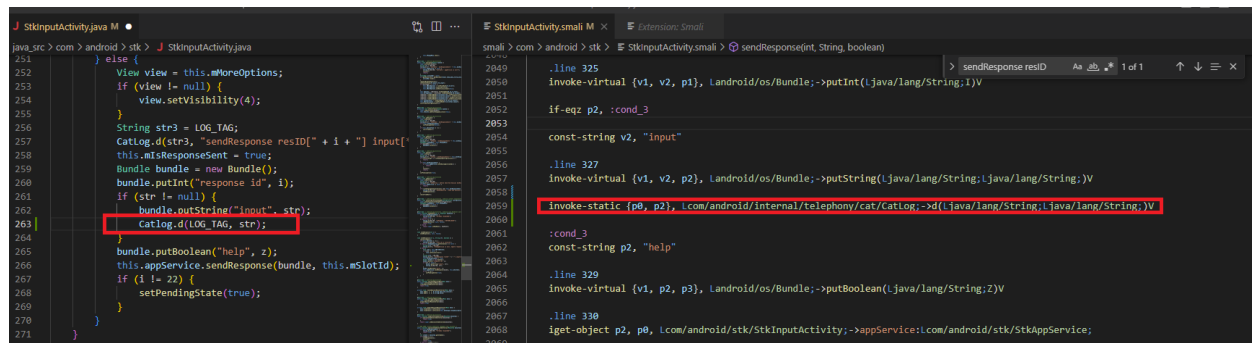 StkInputActivity.java M
StkInputActivity.smali M
Extension: Smali
java_src > com > android > stk > J StkInputActivity.java
smali > com > android > stk > StkInputActivity.smali > sendResponse(int, String, boolean)
sendResponse resID
1 of 1
251 } else {
252 View view = this.mMoreOptions;
253 if (view != null) {
254 view.setVisibility(4);
255 }
256 String str3 = LOG_TAG;
257 CatLog.d(str3, "sendResponse resID[" + i + "] input[
258 this.mIsResponseSent = true;
259 Bundle bundle = new Bundle();
260 bundle.putInt("response id", i);
261 if (str != null) {
262 bundle.putString("input", str);
263 Catlog.d(LOG_TAG, str);
264 }
265 bundle.putBoolean("help", z);
266 this.appService.sendResponse(bundle, this.mSlotId);
267 if (i != 22) {
268 setPendingState(true);
269 }
270 }
271 }
2049 .line 325
2050 invoke-virtual {v1, v2, p1}, Landroid/os/Bundle;->putInt(Ljava/lang/String;I)V
2051
2052 if-eqz p2, :cond_3
2053
2054 const-string v2, "input"
2055
2056 .line 327
2057 invoke-virtual {v1, v2, p2}, Landroid/os/Bundle;->putString(Ljava/lang/String;Ljava/lang/String;)V
2058
2059 invoke-static {p0, p2}, Lcom/android/internal/telephony/cat/CatLog;->d(Ljava/lang/String;Ljava/lang/String;)V
2060
2061 :cond_3
2062 const-string p2, "help"
2063
2064 .line 329
2065 invoke-virtual {v1, p2, p3}, Landroid/os/Bundle;->putBoolean(Ljava/lang/String;Z)V
2066
2067 .line 330
2068 iget-object p2, p0, Lcom/android/stk/StkInputActivity;->appService:Lcom/android/stk/StkAppService;